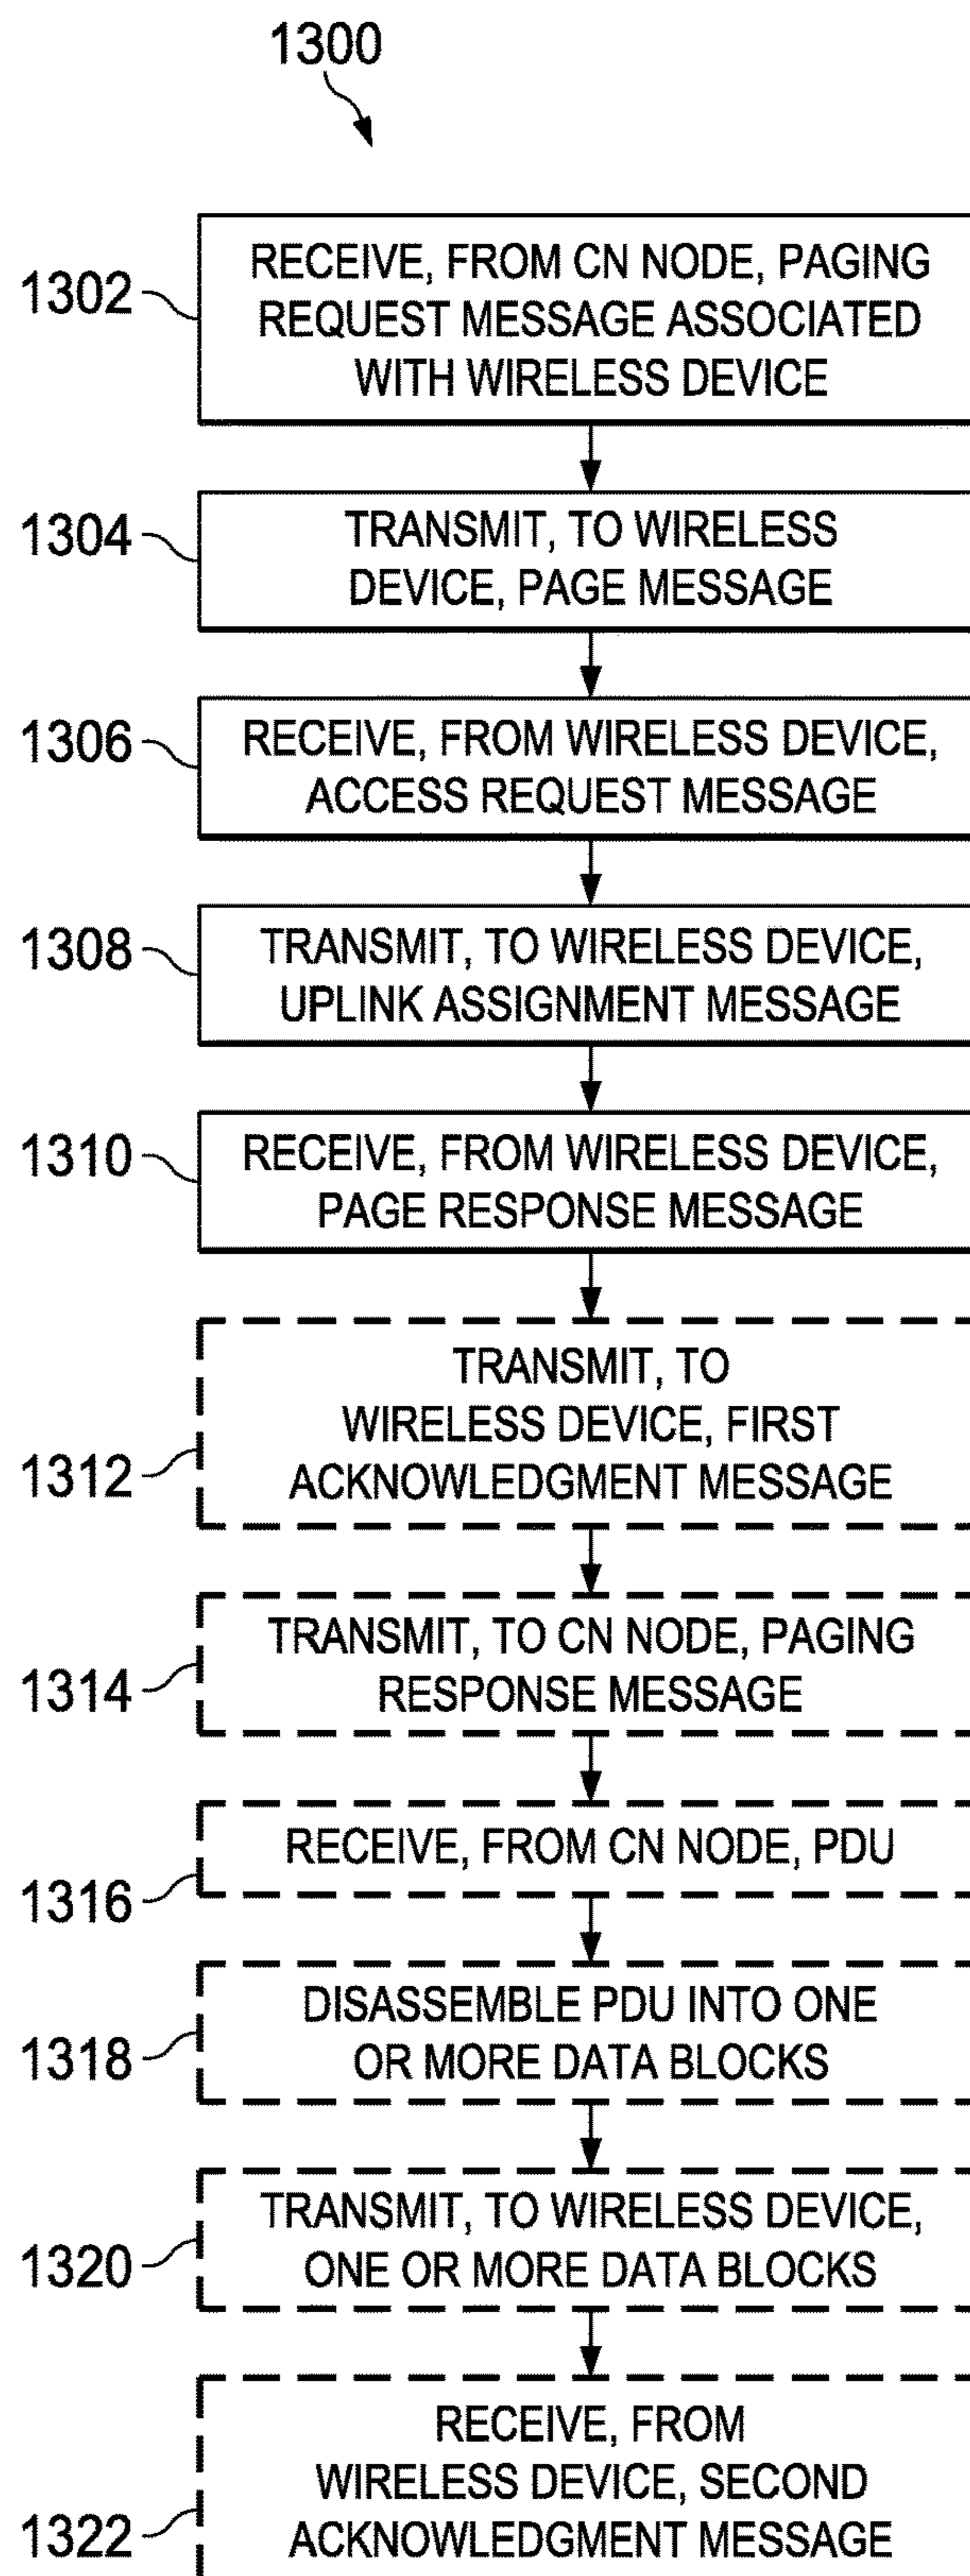 1300
1302
RECEIVE, FROM CN NODE, PAGING
REQUEST MESSAGE ASSOCIATED
WITH WIRELESS DEVICE
1304
TRANSMIT, TO WIRELESS
DEVICE, PAGE MESSAGE
1306
RECEIVE, FROM WIRELESS DEVICE,
ACCESS REQUEST MESSAGE
1308
TRANSMIT, TO WIRELESS DEVICE,
UPLINK ASSIGNMENT MESSAGE
1310
RECEIVE, FROM WIRELESS DEVICE,
PAGE RESPONSE MESSAGE
1312
TRANSMIT, TO
WIRELESS DEVICE, FIRST
ACKNOWLEDGMENT MESSAGE
1314
TRANSMIT, TO CN NODE, PAGING
RESPONSE MESSAGE
1316
RECEIVE, FROM CN NODE, PDU
1318
DISASSEMBLE PDU INTO ONE
OR MORE DATA BLOCKS
1320
TRANSMIT, TO WIRELESS DEVICE,
ONE OR MORE DATA BLOCKS
1322
RECEIVE, FROM
WIRELESS DEVICE, SECOND
ACKNOWLEDGMENT MESSAGE